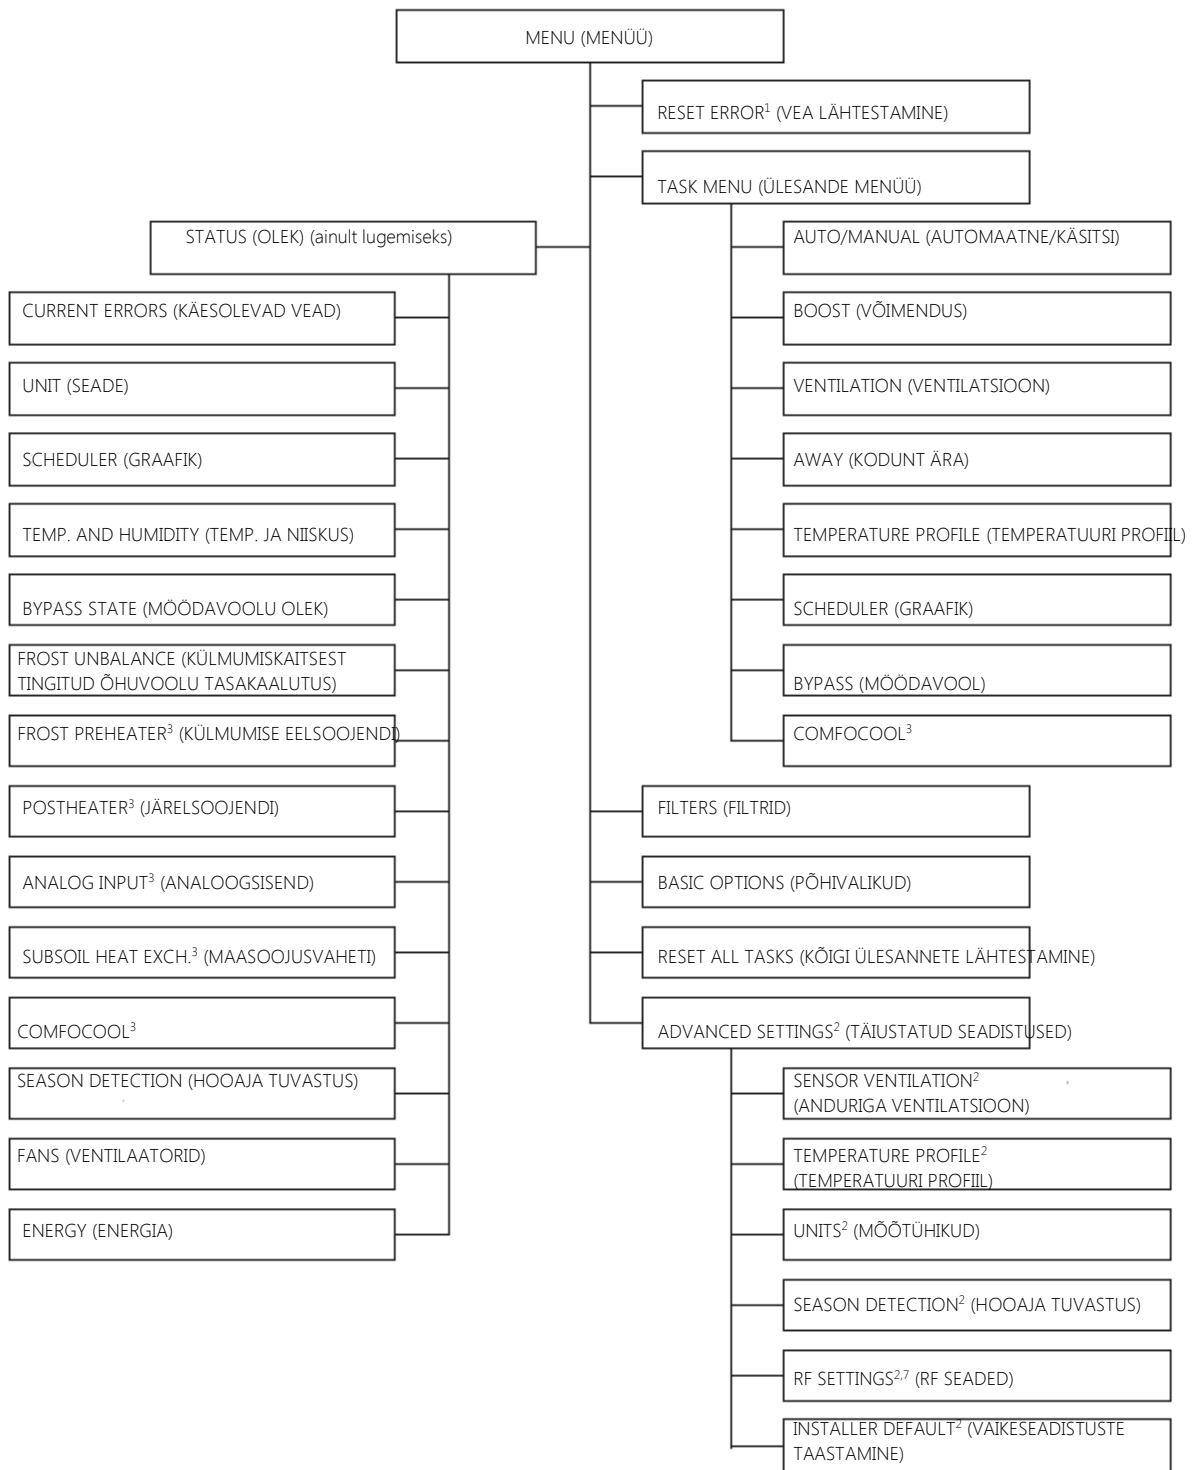 MENU (MENÜÜ)
RESET ERROR¹ (VEA LÄHTESTAMINE)
TASK MENU (ÜLESANDE MENÜÜ)
STATUS (OLEK) (ainult lugemiseks)
AUTO/MANUAL (AUTOMAATNE/KÄSITSI)
BOOST (VÕIMENDUS)
VENTILATION (VENTILATSIOON)
AWAY (KODUNT ÄRA)
TEMPERATURE PROFILE (TEMPERATUURI PROFIIL)
SCHEDULER (GRAAFIK)
BYPASS (MÖÖDAVOOL)
COMFOCOOL³
CURRENT ERRORS (KÄESOLEVAD VEAD)
UNIT (SEADE)
SCHEDULER (GRAAFIK)
TEMP. AND HUMIDITY (TEMP. JA NIISKUS)
BYPASS STATE (MÖÖDAVOOLU OLEK)
FROST UNBALANCE (KÜLMUMISKAITSEST
TINGITUD ÕHUVOOLU TASAKAALUTUS)
FROST PREHEATER³ (KÜLMUMISE EELSOOJENDI)
POSTHEATER³ (JÄRELSOOJENDI)
ANALOG INPUT³ (ANALOOGSISEND)
SUBSOIL HEAT EXCH.³ (MAASOOJUSVAHETI)
COMFOCOOL³
SEASON DETECTION (HOOAJA TUVASTUS)
FANS (VENTILAATORID)
ENERGY (ENERGIA)
FILTERS (FILTRID)
BASIC OPTIONS (PÕHIVALIKUD)
RESET ALL TASKS (KÕIGI ÜLESANNETE LÄHTESTAMINE)
ADVANCED SETTINGS² (TÄIUSTATUD SEADISTUSED)
SENSOR VENTILATION²
(ANDURIGA VENTILATSIOON)
TEMPERATURE PROFILE²
(TEMPERATUURI PROFIIL)
UNITS² (MÕÕTÜHIKUD)
SEASON DETECTION² (HOOAJA TUVASTUS)
RF SETTINGS²,⁷ (RF SEADED)
INSTALLER DEFAULT² (VAIKESEADISTUSTE
TAASTAMINE)